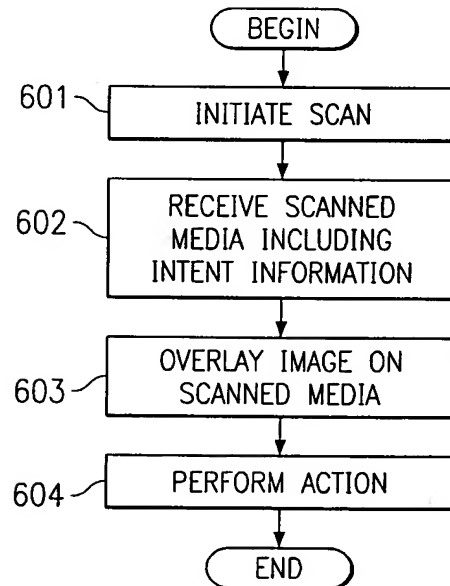 BEGIN
601
INITIATE SCAN
602
RECEIVE SCANNED
MEDIA INCLUDING
INTENT INFORMATION
603
OVERLAY IMAGE ON
SCANNED MEDIA
604
PERFORM ACTION
END